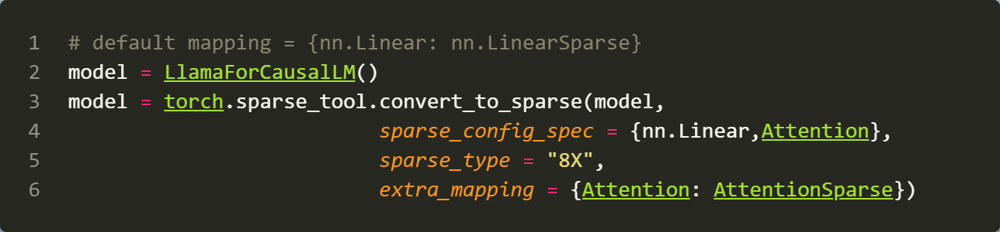 1 # default mapping = {nn.Linear: nn.LinearSparse}
2 model = LlamaForCausalLM()
3 model = torch.sparse_tool.convert_to_sparse(model,
4 sparse_config_spec = {nn.Linear,Attention},
5 sparse_type = "8X",
6 extra_mapping = {Attention: AttentionSparse})